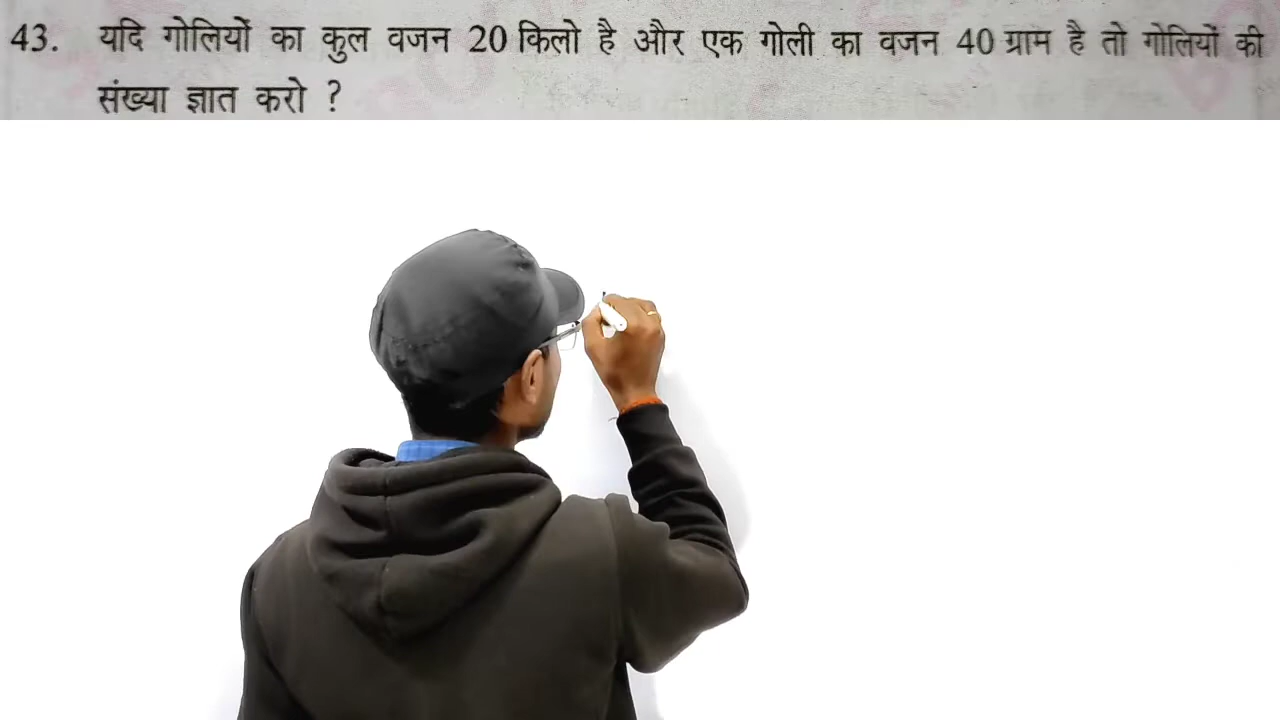 43. यदि गोलियों का कुल वजन 20 किलो है और एक गोली का वजन 40 ग्राम है तो गोलियों की
संख्या ज्ञात करो ?